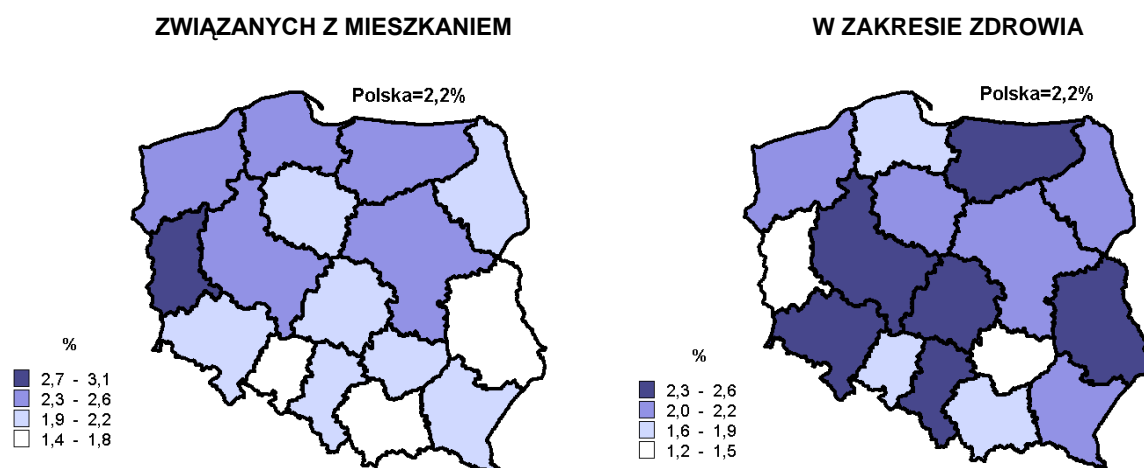 ZWIĄZANYCH Z MIESZKANIEM
Polska=2,2%
%
2,7 - 3,1
2,3 - 2,6
1,9 - 2,2
1,4 - 1,8
W ZAKRESIE ZDROWIA
Polska=2,2%
%
2,3 - 2,6
2,0 - 2,2
1,6 - 1,9
1,2 - 1,5